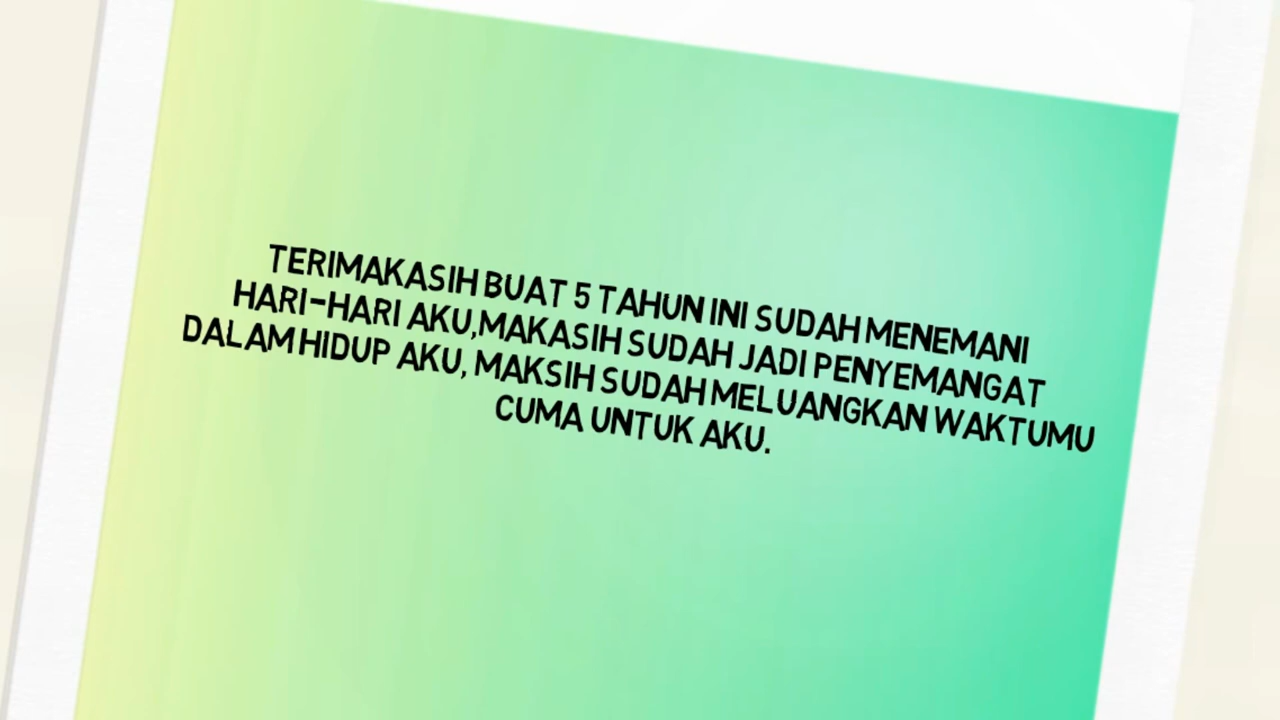 TERIMAKASIH BUAT 5 TAHUN INI SUDAH MENEMANI
HARI-HARI AKU,MAKASIH SUDAH JADI PENYEMANGAT
DALAM HIDUP AKU, MAKSIH SUDAH MELUANGKAN WAKTUMU
CUMA UNTUK AKU.